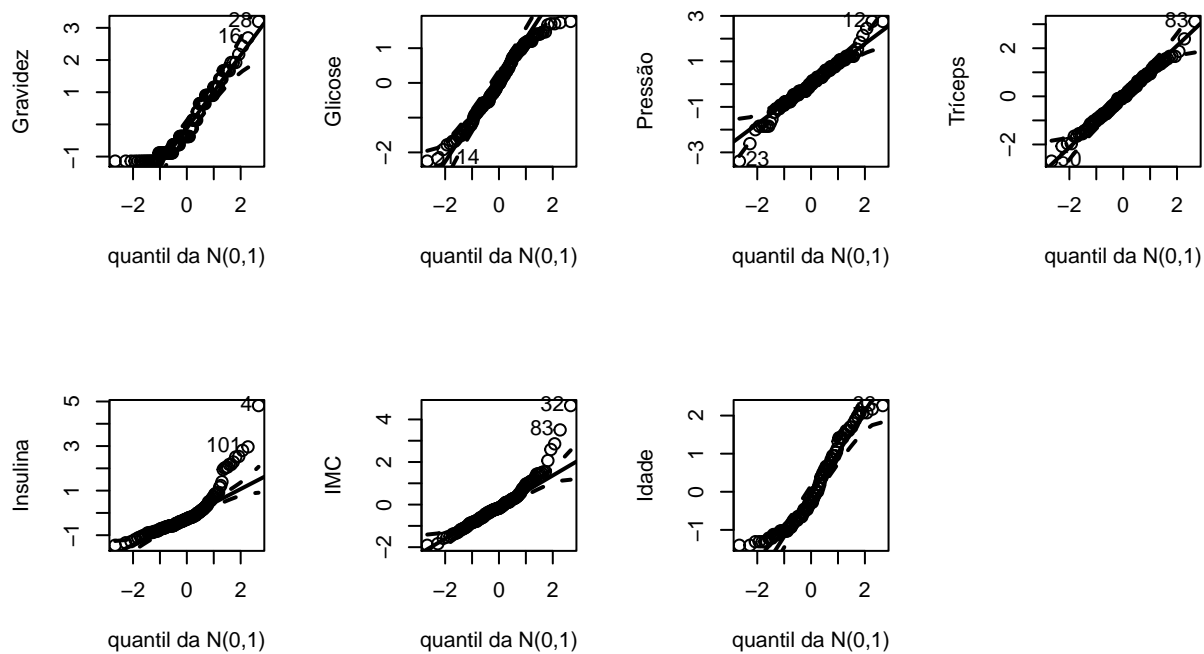 Gravidez
3
2
1
−1
28
16
−2 0 2
quantil da N(0,1)
Glicose
1
0
−2
14
−2 0 2
quantil da N(0,1)
Pressão
3
1
−1
−3
12
23
−2 0 2
quantil da N(0,1)
Tríceps
2
0
−2
83
−2 0 2
quantil da N(0,1)
Insulina
5
3
1
−1
4
101
−2 0 2
quantil da N(0,1)
IMC
4
2
0
−2
32
83
−2 0 2
quantil da N(0,1)
Idade
2
1
0
−1
−2 0 2
quantil da N(0,1)